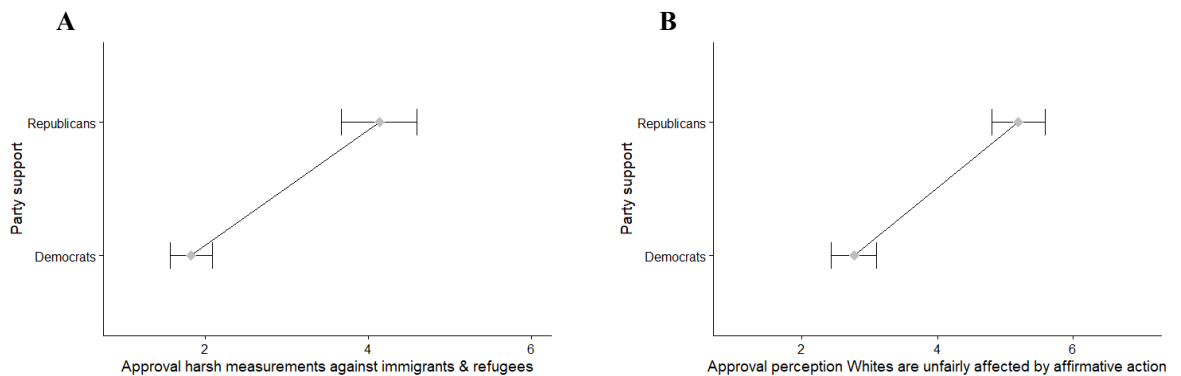 A
Party support
Republicans
Democrats
2 4 6
Approval harsh measurements against immigrants & refugees
B
Party support
Republicans
Democrats
2 4 6
Approval perception Whites are unfairly affected by affirmative action